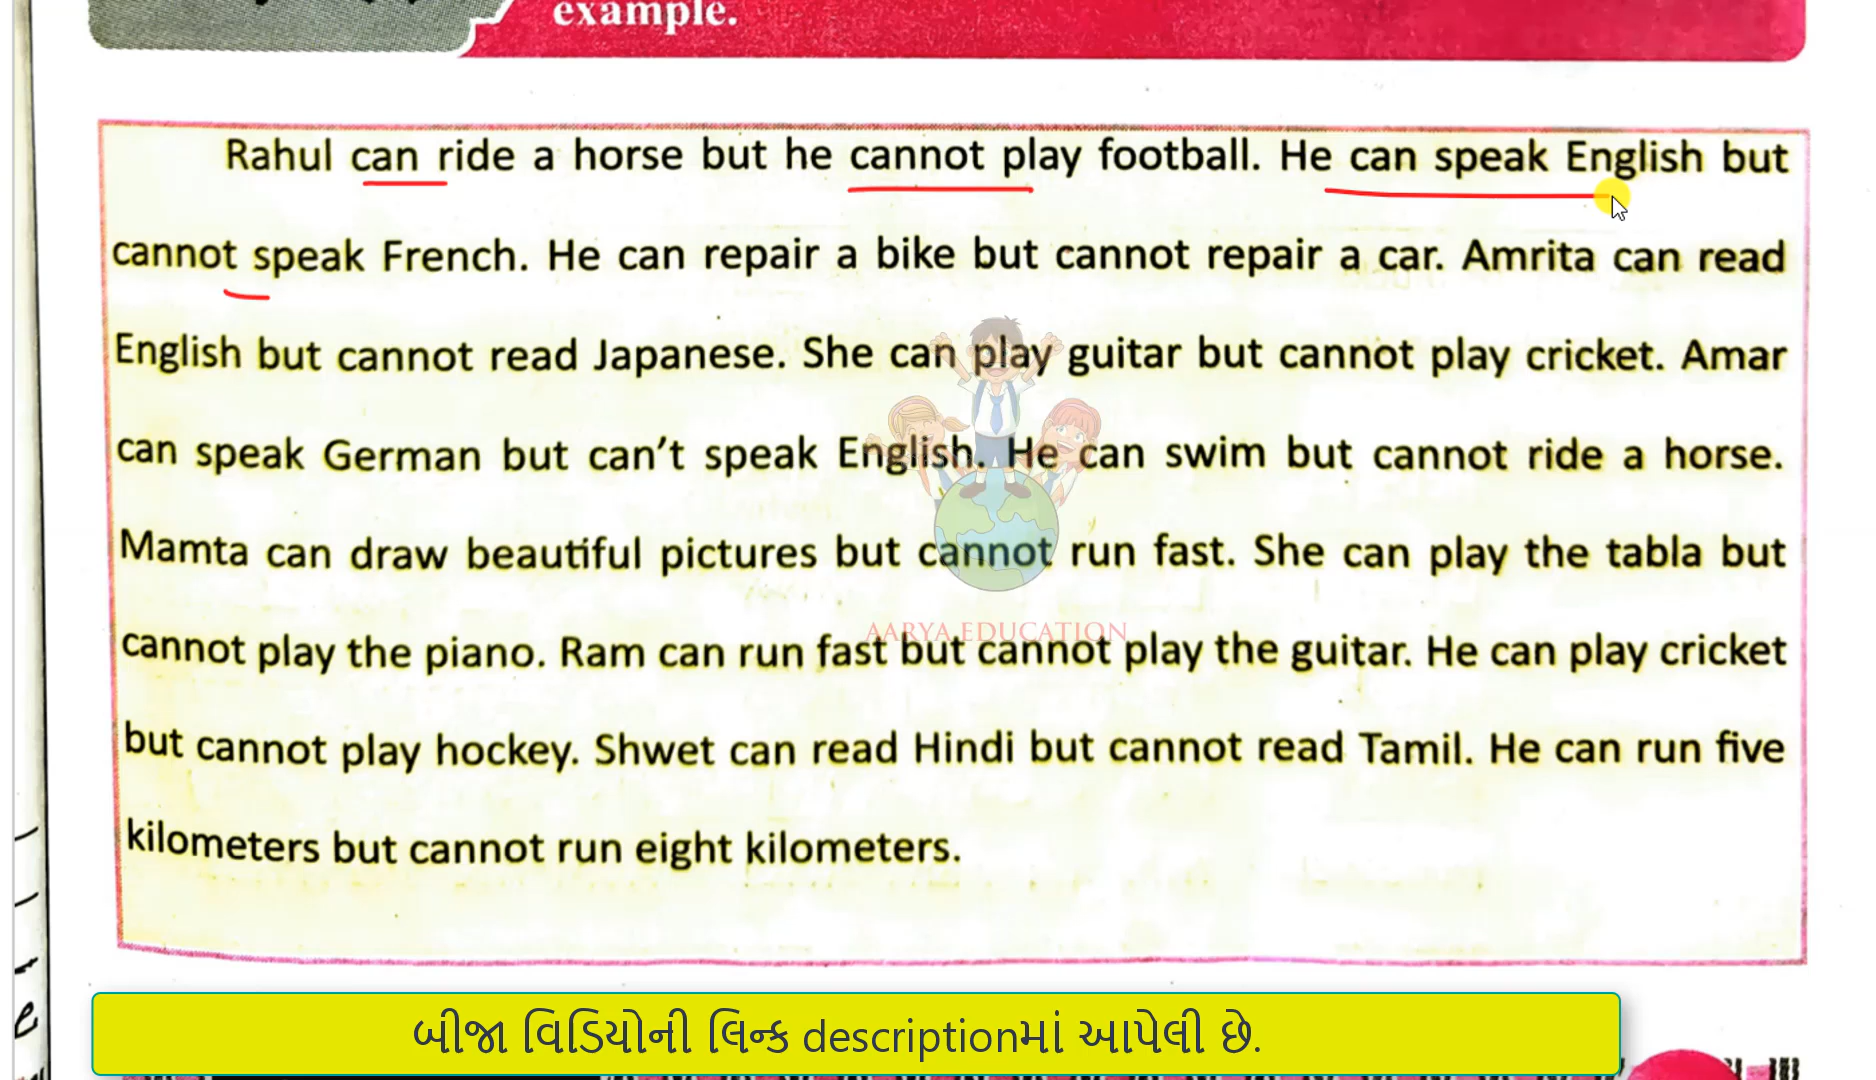 example.
Rahul can ride a horse but he cannot play football. He can speak English but
cannot speak French. He can repair a bike but cannot repair a car. Amrita can read
English but cannot read Japanese. She can play guitar but cannot play cricket. Amar
can speak German but can't speak English. He can swim but cannot ride a horse.
Mamta can draw beautiful pictures but cannot run fast. She can play the tabla but
cannot play the piano. Ram can run fast but cannot play the guitar. He can play cricket
but cannot play hockey. Shwet can read Hindi but cannot read Tamil. He can run five
kilometers but cannot run eight kilometers.
AARYA EDUCATION
બીજા વિડિયોની લિન્ક descriptionમાં આપેલી છે.